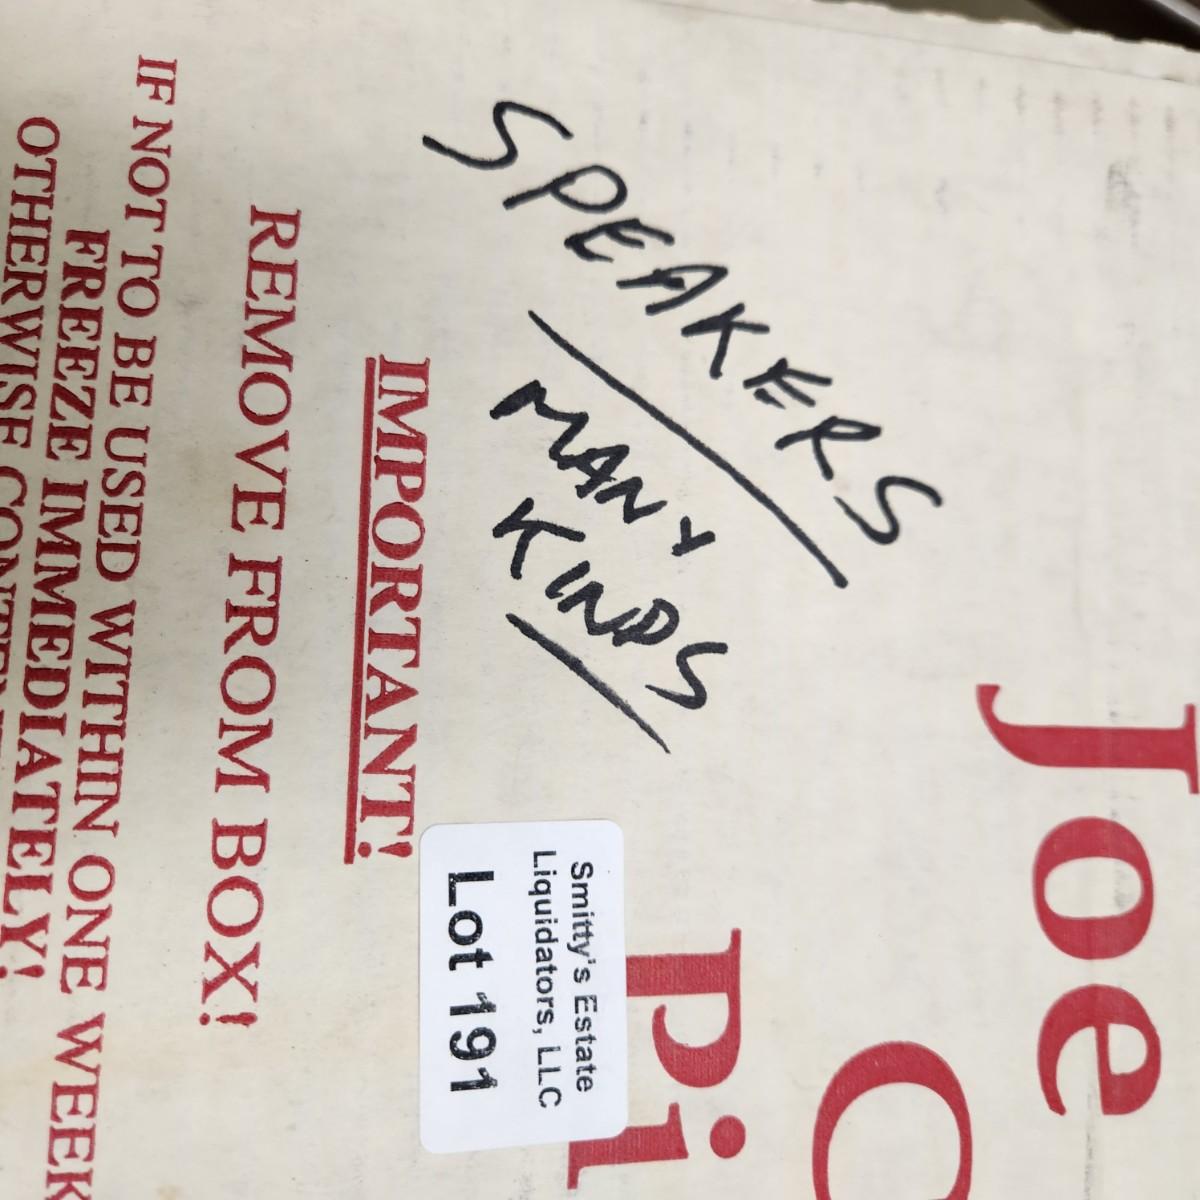 SPEAKERS
MANY
KINDS
Joe
Pi
Smitty's Estate
Liquidators, LLC
Lot 191
IMPORTANT!
REMOVE FROM BOX!
IF NOT TO BE USED WITHIN ONE WEEK
FREEZE IMMEDIATELY!
OTHERWISE